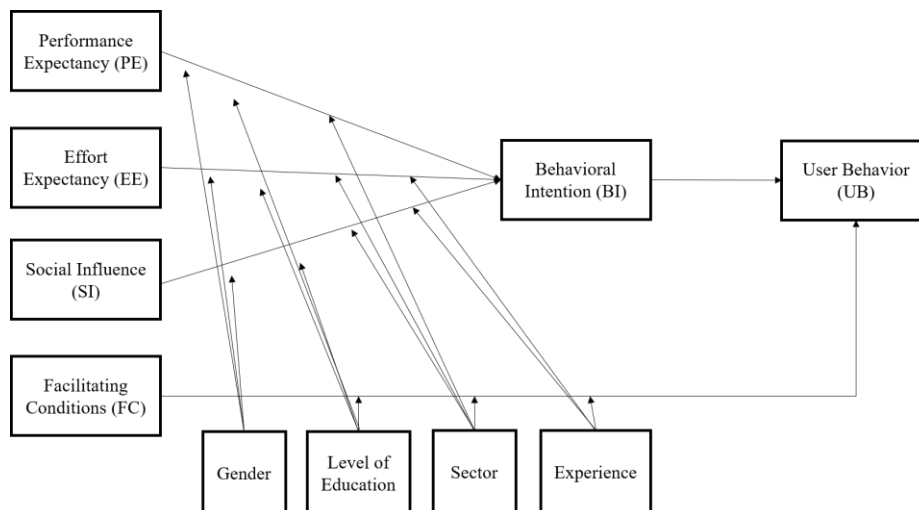 Performance
Expectancy (PE)
Effort
Expectancy (EE)
Social Influence
(SI)
Facilitating
Conditions (FC)
Behavioral
Intention (BI)
User Behavior
(UB)
Gender
Level of
Education
Sector
Experience